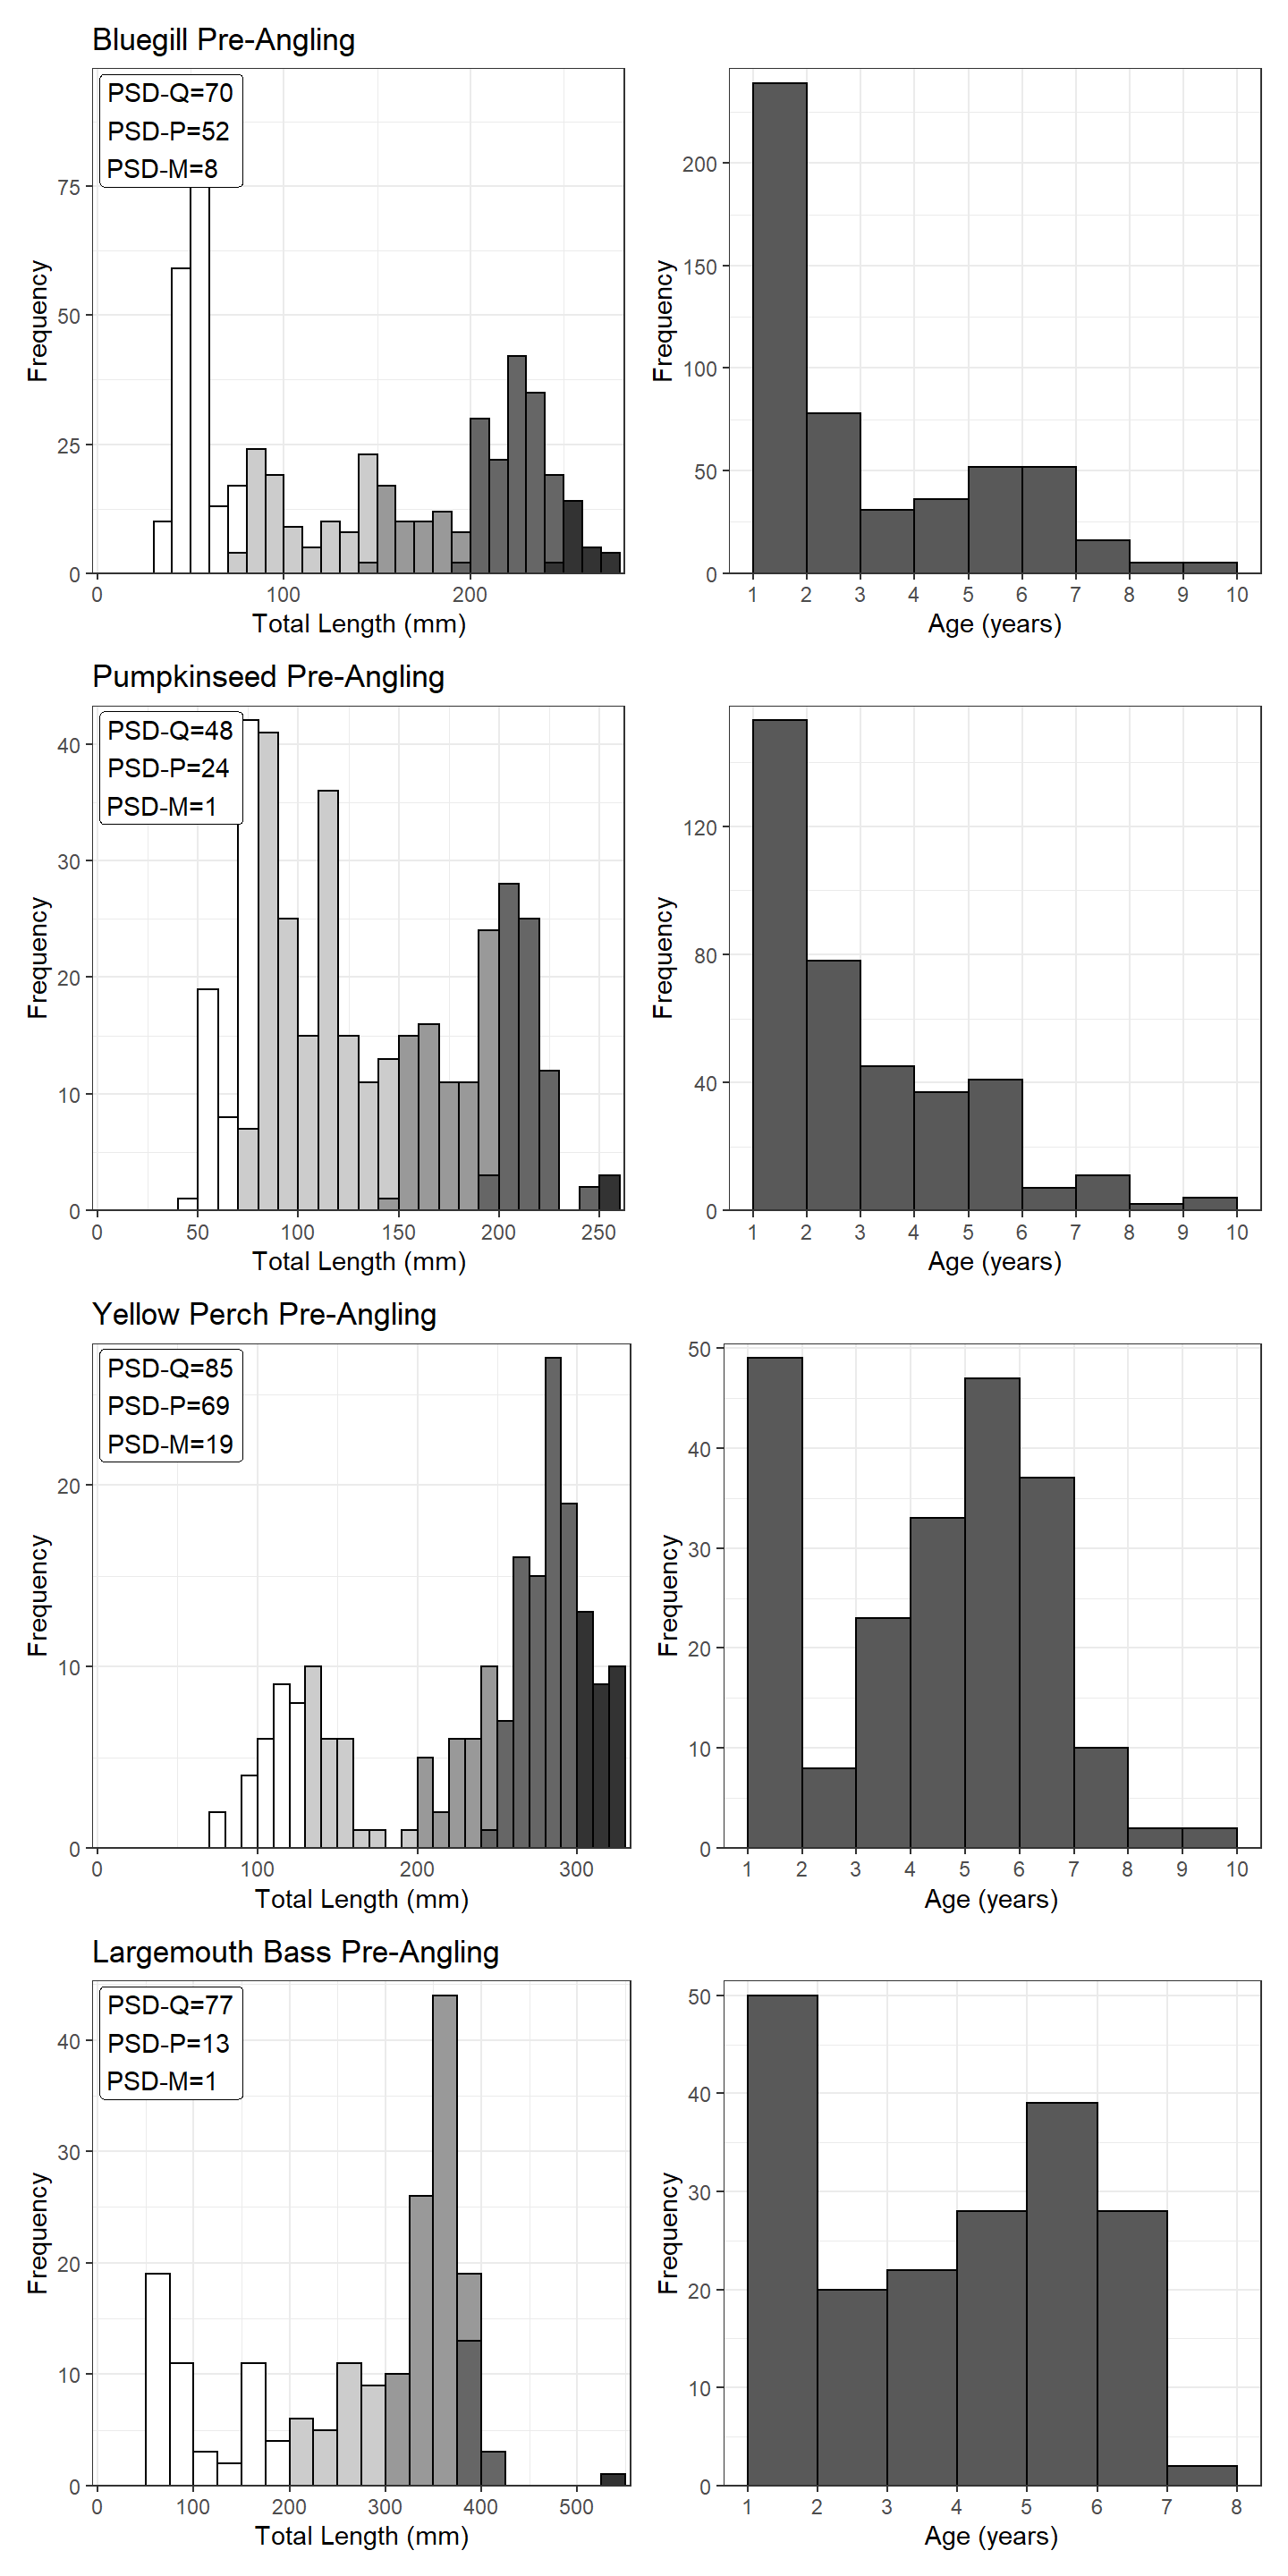 Bluegill Pre-Angling
PSD-Q=70
PSD-P=52
PSD-M=8
Frequency
75
50
25
0
0 100 200
Total Length (mm)
Frequency
200
150
100
50
0
1 2 3 4 5 6 7 8 9 10
Age (years)
Pumpkinseed Pre-Angling
PSD-Q=48
PSD-P=24
PSD-M=1
Frequency
40
30
20
10
0
0 50 100 150 200 250
Total Length (mm)
Frequency
120
80
40
0
1 2 3 4 5 6 7 8 9 10
Age (years)
Yellow Perch Pre-Angling
PSD-Q=85
PSD-P=69
PSD-M=19
Frequency
20
10
0
0 100 200 300
Total Length (mm)
Frequency
50
40
30
20
10
0
1 2 3 4 5 6 7 8 9 10
Age (years)
Largemouth Bass Pre-Angling
PSD-Q=77
PSD-P=13
PSD-M=1
Frequency
40
30
20
10
0
0 100 200 300 400 500
Total Length (mm)
Frequency
50
40
30
20
10
0
1 2 3 4 5 6 7 8
Age (years)